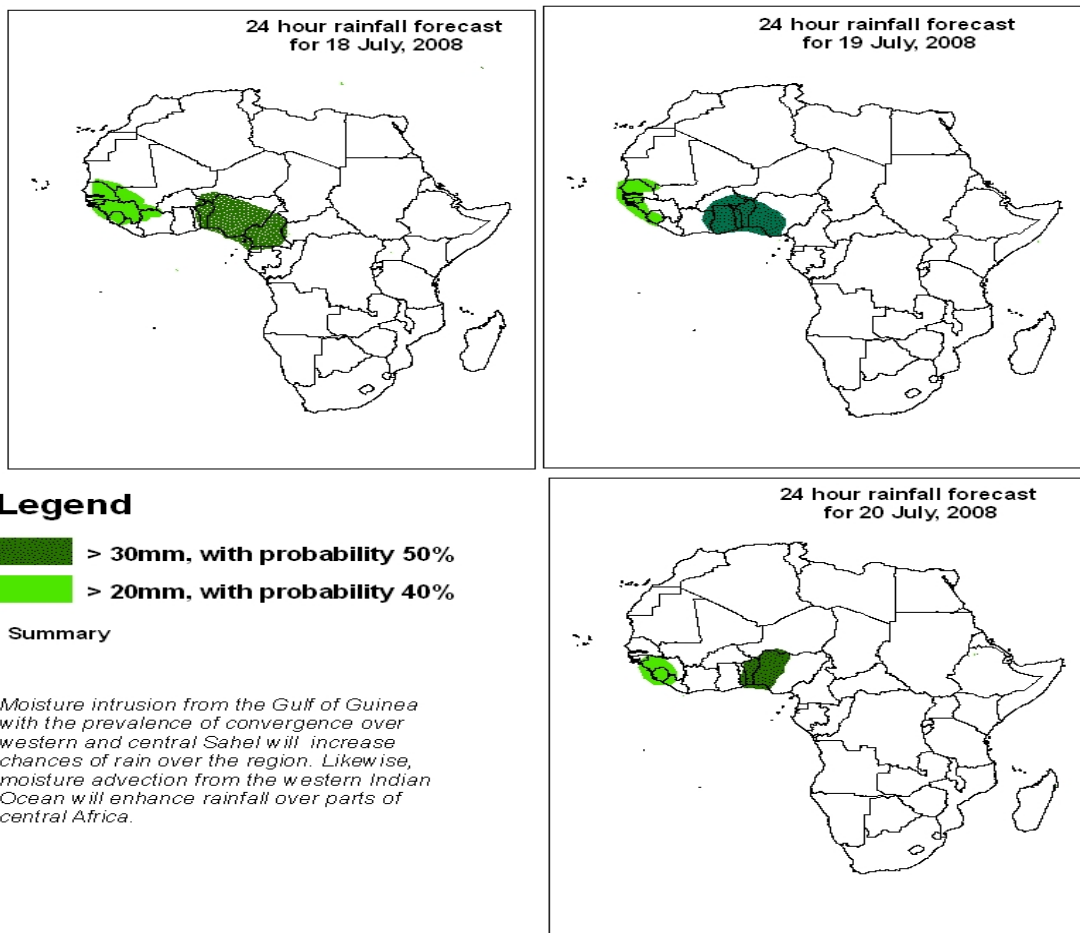 24 hour rainfall forecast
for 18 July, 2008
24 hour rainfall forecast
for 19 July, 2008
Legend
> 30mm, with probability 50%
> 20mm, with probability 40%
Summary
Moisture intrusion from the Gulf of Guinea
with the prevalence of convergence over
western and central Sahel will increase
chances of rain over the region. Likewise,
moisture advection from the western Indian
Ocean will enhance rainfall over parts of
central Africa.
24 hour rainfall forecast
for 20 July, 2008